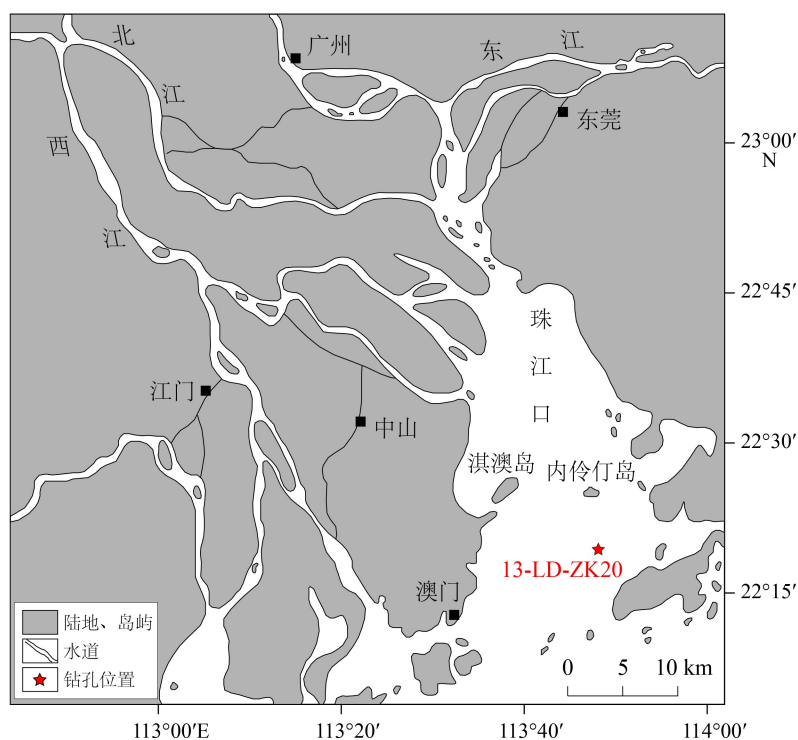 北
江
广州
东
江
西
江
东莞
23°00′
N
22°45′
珠
江
口
江门
中山
22°30′
淇澳岛
内伶仃岛
13-LD-ZK20
澳门
22°15′
陆地、岛屿
水道
钻孔位置
0 5 10 km
113°00′E 113°20′ 113°40′ 114°00′